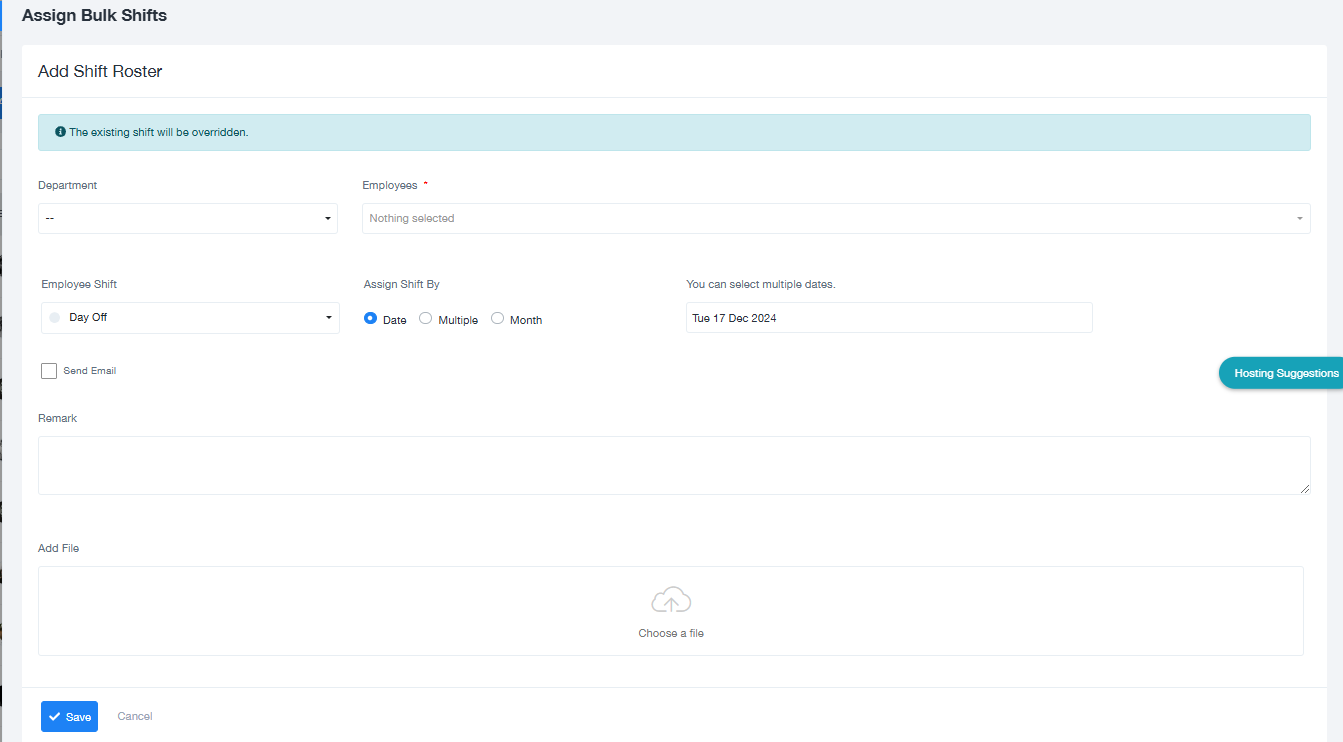 Assign Bulk Shifts
Add Shift Roster
The existing shift will be overridden.
Department
Employees *
--
Nothing selected
Employee Shift
Assign Shift By
You can select multiple dates.
Day Off
Date Multiple Month
Tue 17 Dec 2024
Send Email
Hosting Suggestions
Remark
Add File
Choose a file
Save Cancel